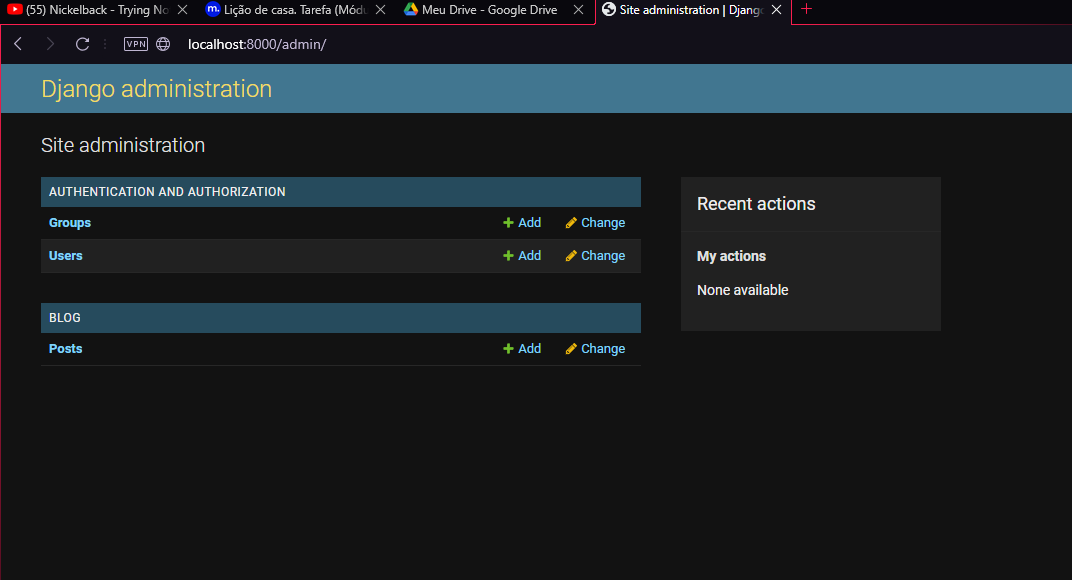 (55) Nickelback - Trying No
Lição de casa. Tarefa (Módu
Meu Drive - Google Drive
Site administration | Djang
VPN
localhost:8000/admin/
Django administration
Site administration
AUTHENTICATION AND AUTHORIZATION
Groups Add Change
Users Add Change
BLOG
Posts Add Change
Recent actions
My actions
None available